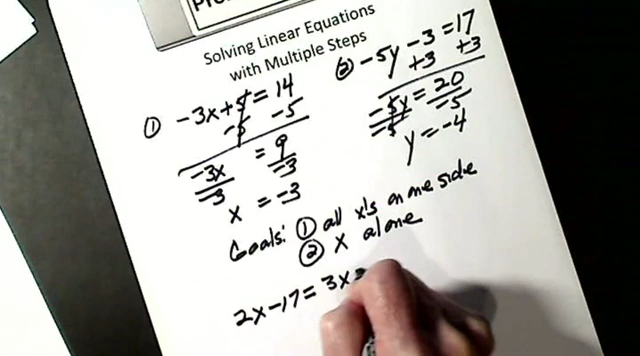 Solving Linear Equations
with Multiple Steps
① -3x+5=14
-5 -5
-3x/-3 = 9/-3
x = -3
② -5y-3=17
+3 +3
-5y/-5 = 20/-5
y=-4
Goals: ① all x's on one side
② x alone
2x-17=3x